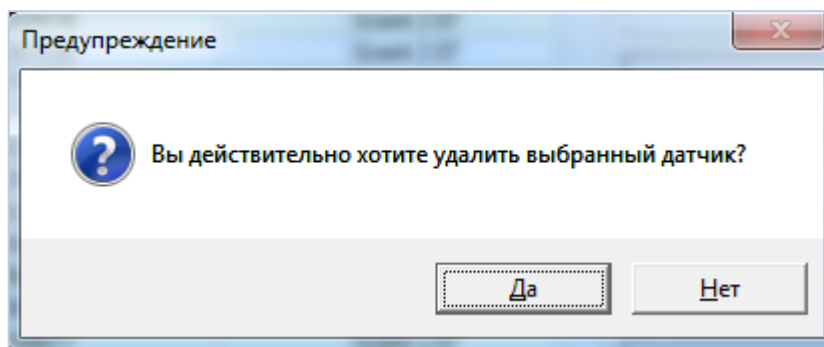 Предупреждение
Вы действительно хотите удалить выбранный датчик?
Да
Нет